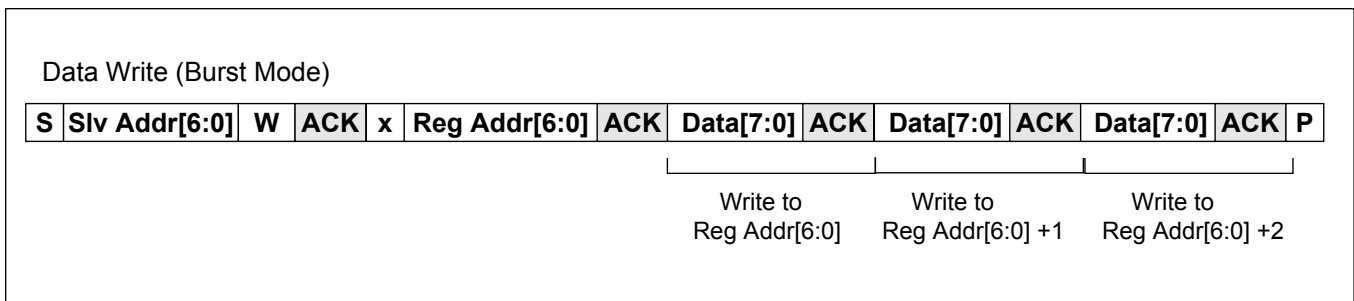 Data Write (Burst Mode)
S Slv Addr[6:0] W ACK x Reg Addr[6:0] ACK Data[7:0] ACK Data[7:0] ACK Data[7:0] ACK P
Write to Write to Write to
Reg Addr[6:0] Reg Addr[6:0] +1 Reg Addr[6:0] +2